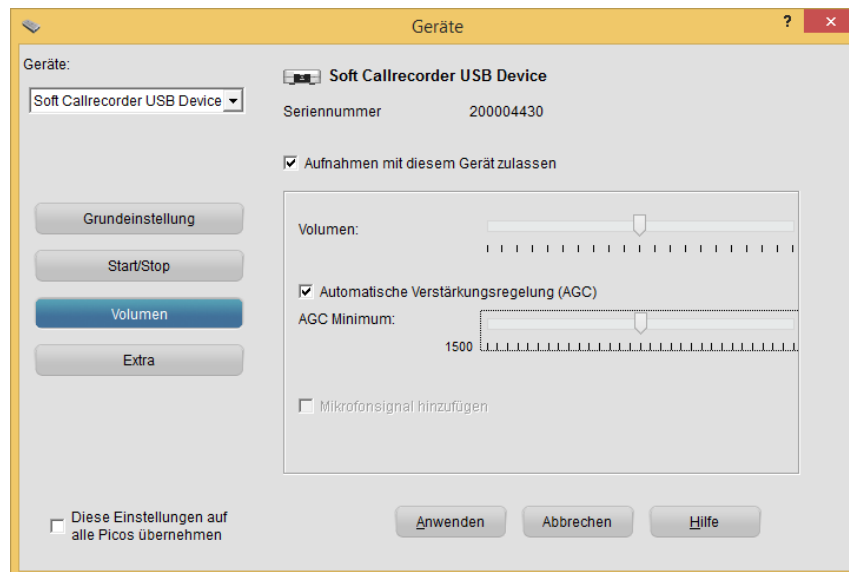 Geräte
?
×
Geräte:
Soft Callrecorder USB Device
Soft Callrecorder USB Device
Seriennummer 200004430
Aufnahmen mit diesem Gerät zulassen
Grundeinstellung
Start/Stop
Volumen
Extra
Volumen:
Automatische Verstärkungsregelung (AGC)
AGC Minimum:
1500
Mikrofonsignal hinzufügen
Diese Einstellungen auf
alle Picos übernehmen
Anwenden
Abbrechen
Hilfe